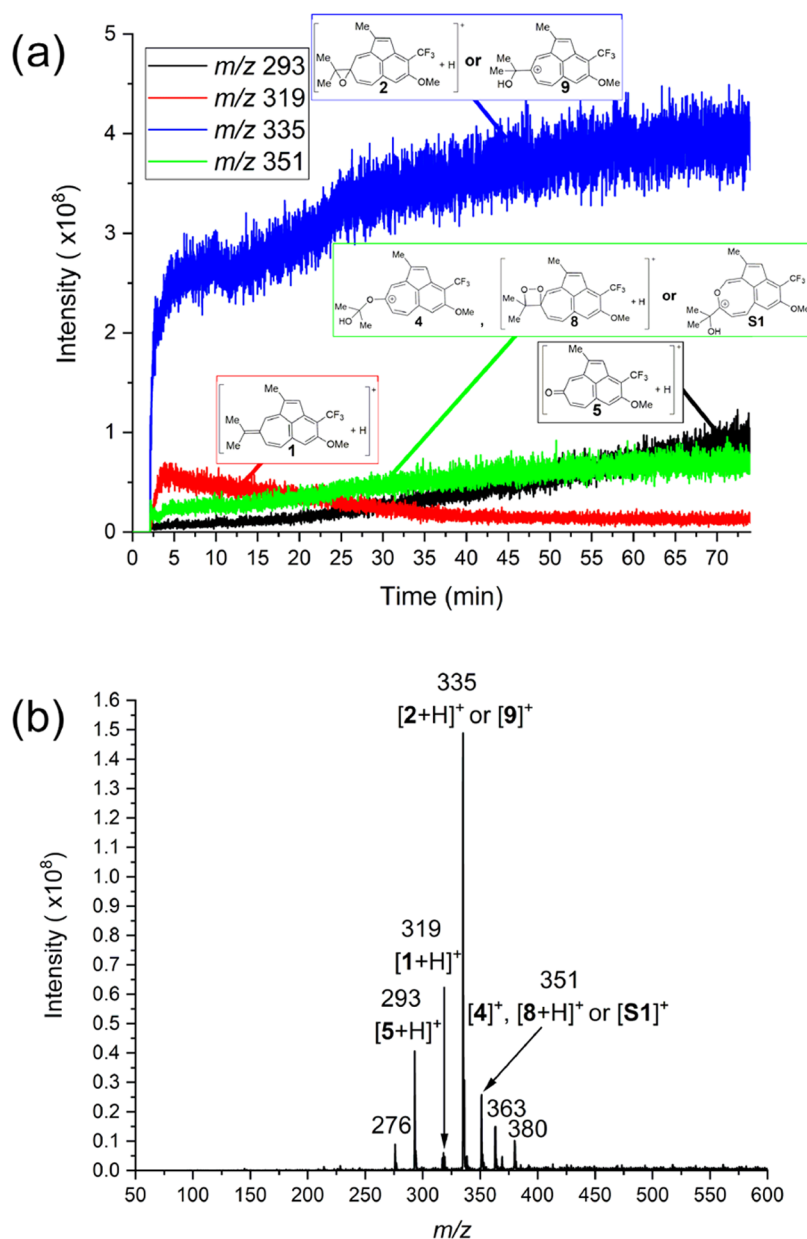 (a)
m/z 293
m/z 319
m/z 335
m/z 351
Me
CF3
Me
Me
O
OMe
2
+ H
+
or
Me
CF3
Me
Me
HO
⊕
OMe
9
Me
CF3
O
Me
HO
Me
⊕
OMe
4
,
Me
O-O
CF3
Me
Me
OMe
8
+ H
+
or
Me
O
CF3
Me
Me
OH
⊕
OMe
S1
Me
O
CF3
OMe
5
+ H
+
Me
CF3
Me
Me
OMe
1
+ H
+
Intensity ( x10^8)
5
4
3
2
1
0
0 5 10 15 20 25 30 35 40 45 50 55 60 65 70
Time (min)
(b)
335
[2+H]+ or [9]+
319
[1+H]+
351
[4]+, [8+H]+ or [S1]+
293
[5+H]+
276
363
380
Intensity ( x10^8)
1.6
1.5
1.4
1.3
1.2
1.1
1.0
0.9
0.8
0.7
0.6
0.5
0.4
0.3
0.2
0.1
0.0
50 100 150 200 250 300 350 400 450 500 550 600
m/z